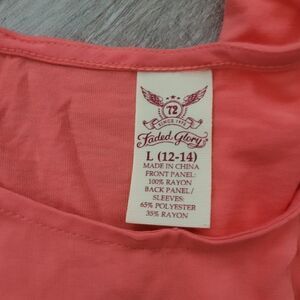 72
SINCE 1972
Faded Glory
L (12-14)
MADE IN CHINA
FRONT PANEL:
100% RAYON
BACK PANEL /
SLEEVES:
65% POLYESTER
35% RAYON